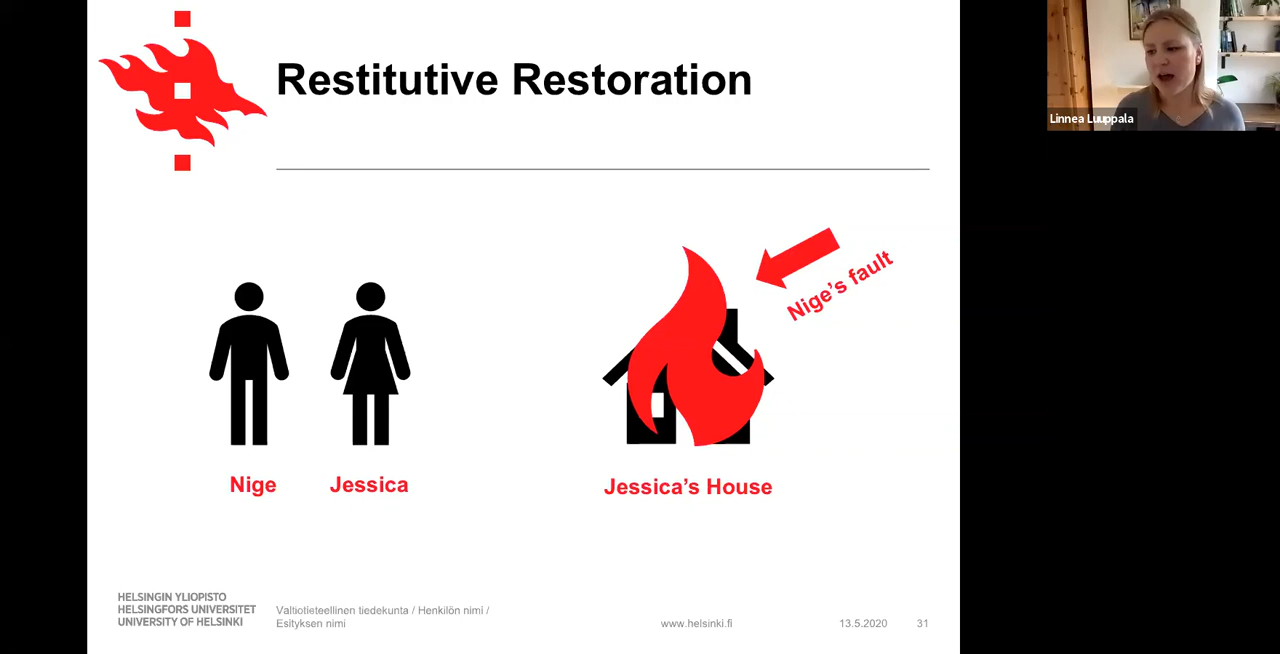 Restitutive Restoration
Linnea Luuppala
Nige's fault
Nige
Jessica
Jessica's House
HELSINGIN YLIOPISTO
HELSINGFORS UNIVERSITET
UNIVERSITY OF HELSINKI
Valtiotieteellinen tiedekunta / Henkilön nimi /
Esityksen nimi
www.helsinki.fi
13.5.2020
31